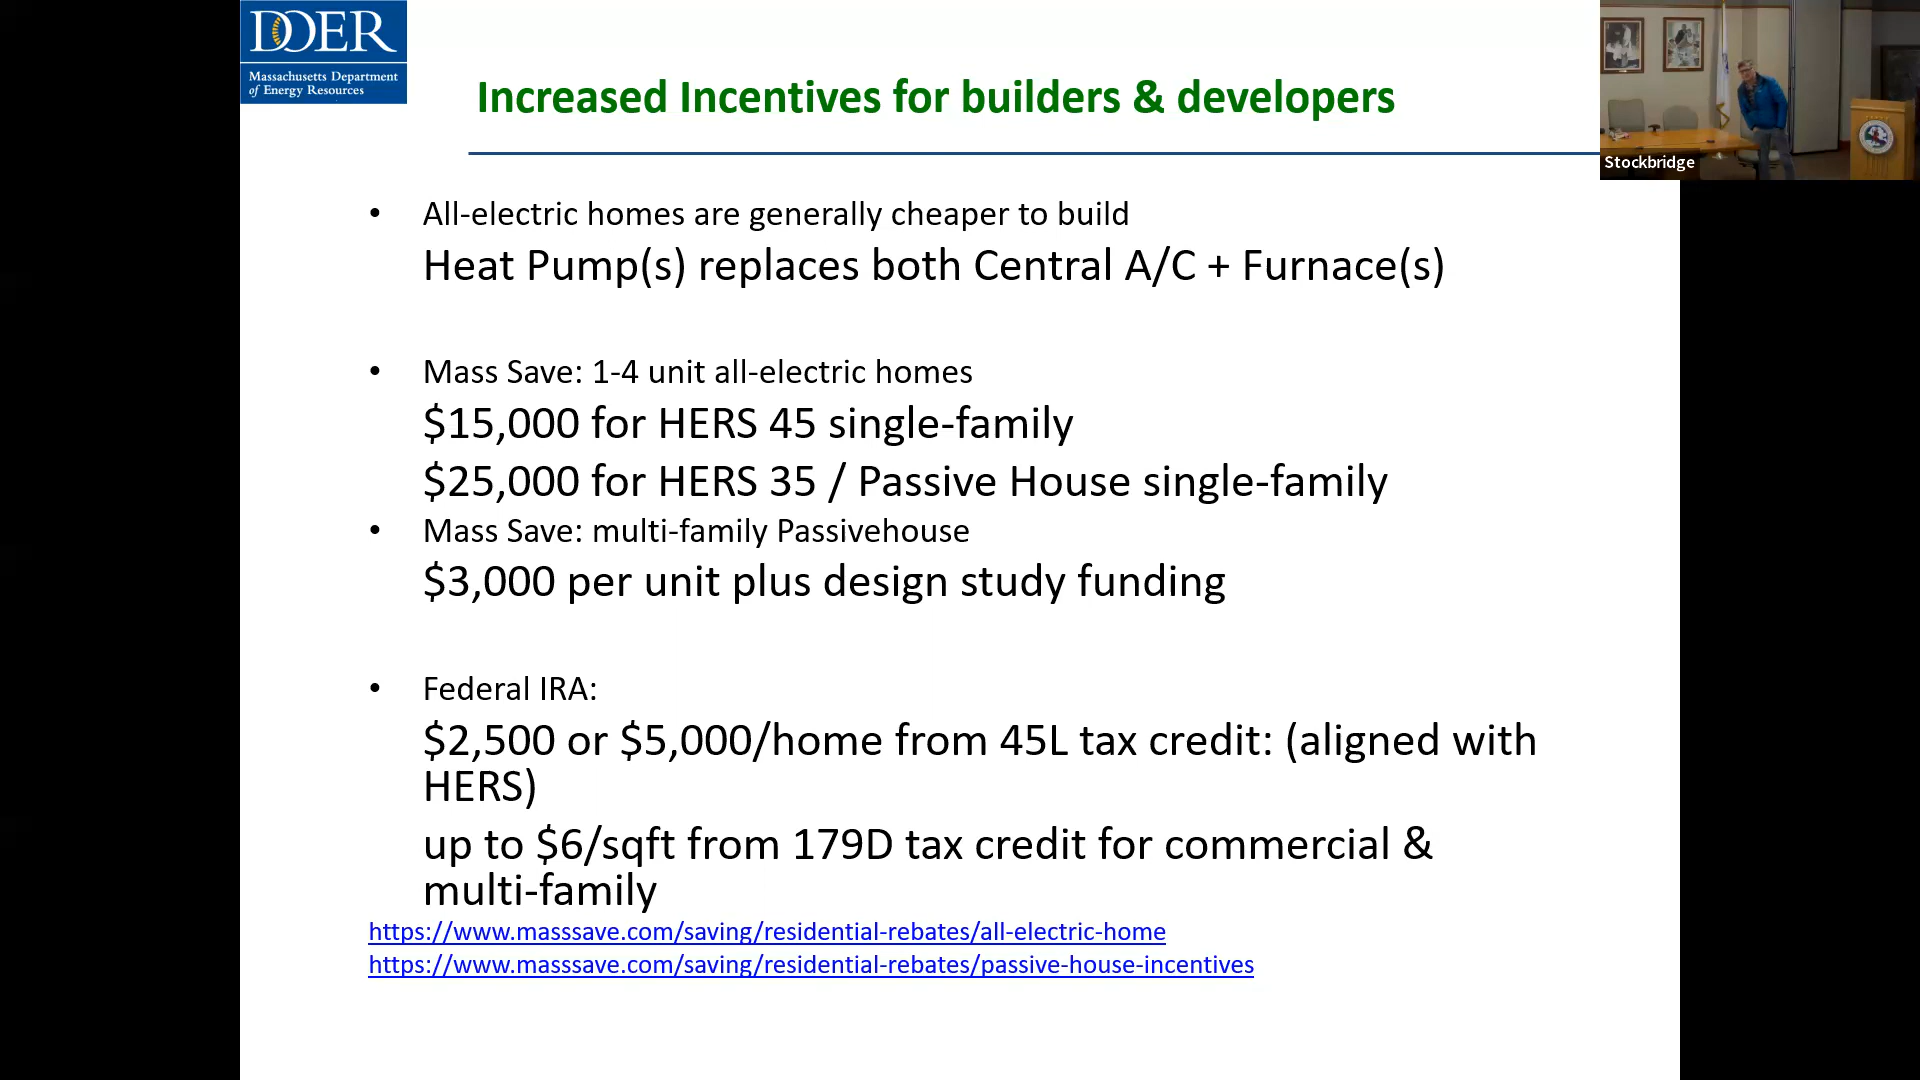 DOER
Massachusetts Department
of Energy Resources
Increased Incentives for builders & developers
Stockbridge
• All-electric homes are generally cheaper to build
Heat Pump(s) replaces both Central A/C + Furnace(s)
• Mass Save: 1-4 unit all-electric homes
$15,000 for HERS 45 single-family
$25,000 for HERS 35 / Passive House single-family
• Mass Save: multi-family Passivehouse
$3,000 per unit plus design study funding
• Federal IRA:
$2,500 or $5,000/home from 45L tax credit: (aligned with
HERS)
up to $6/sqft from 179D tax credit for commercial &
multi-family
https://www.masssave.com/saving/residential-rebates/all-electric-home
https://www.masssave.com/saving/residential-rebates/passive-house-incentives